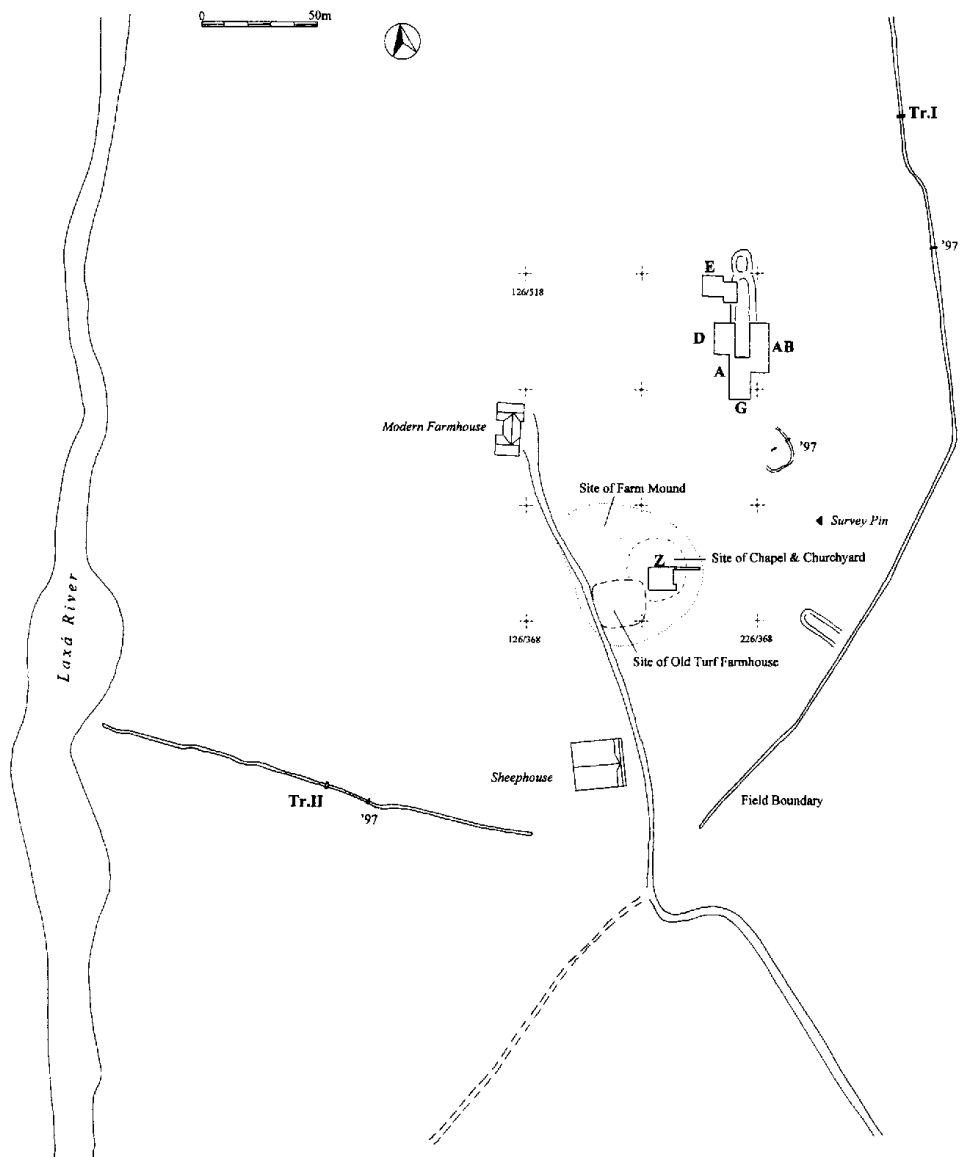 0 50m
Tr.I
'97
E
126/518
D
AB
A
G
Modern Farmhouse
'97
Site of Farm Mound
Survey Pin
Z
Site of Chapel & Churchyard
Laxá River
126/368
226/368
Site of Old Turf Farmhouse
Sheephouse
Tr.II
'97
Field Boundary